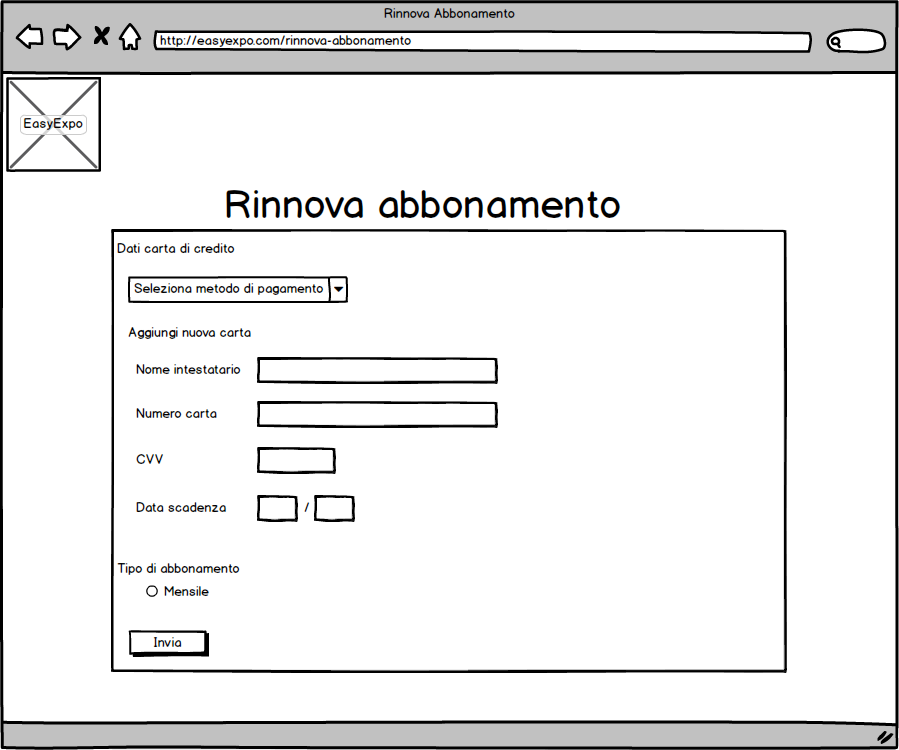 Rinnova Abbonamento
http://easyexpo.com/rinnova-abbonamento
EasyExpo
Rinnova abbonamento
Dati carta di credito
Seleziona metodo di pagamento
Aggiungi nuova carta
Nome intestatario
Numero carta
CVV
Data scadenza /
Tipo di abbonamento
Mensile
Invia